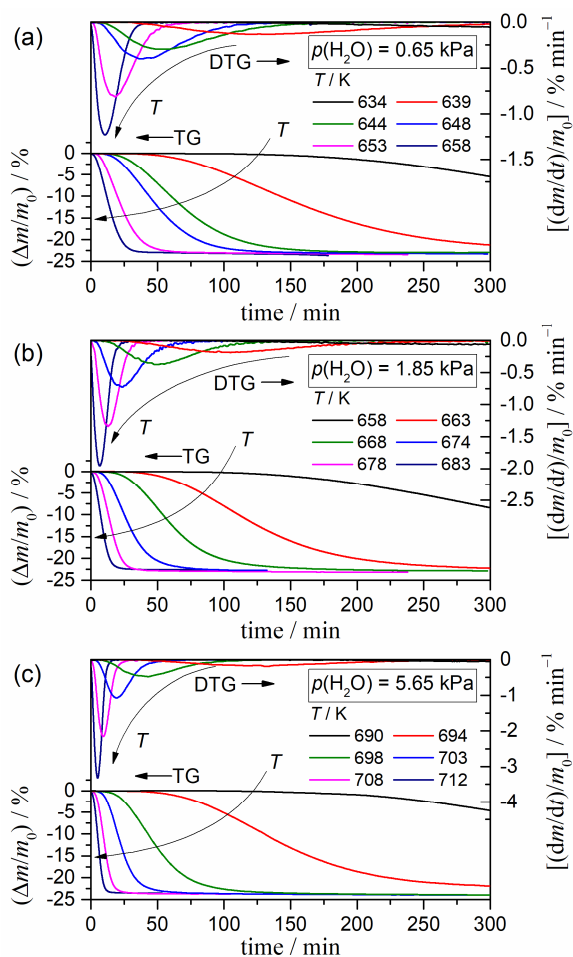 (a)
DTG
p(H₂O) = 0.65 kPa
T / K
634 639
644 648
653 658
T
TG
T
0.0
-0.5
-1.0
-1.5
[(dm/dt)/m₀] / % min⁻¹
0
-5
-10
-15
-20
-25
(Δm/m₀) / %
0 50 100 150 200 250 300
time / min
(b)
DTG
p(H₂O) = 1.85 kPa
T / K
658 663
668 674
678 683
T
TG
T
0.0
-0.5
-1.0
-1.5
-2.0
-2.5
[(dm/dt)/m₀] / % min⁻¹
0
-5
-10
-15
-20
-25
(Δm/m₀) / %
0 50 100 150 200 250 300
time / min
(c)
DTG
p(H₂O) = 5.65 kPa
T / K
690 694
698 703
708 712
T
TG
T
0
-1
-2
-3
-4
[(dm/dt)/m₀] / % min⁻¹
0
-5
-10
-15
-20
-25
(Δm/m₀) / %
0 50 100 150 200 250 300
time / min